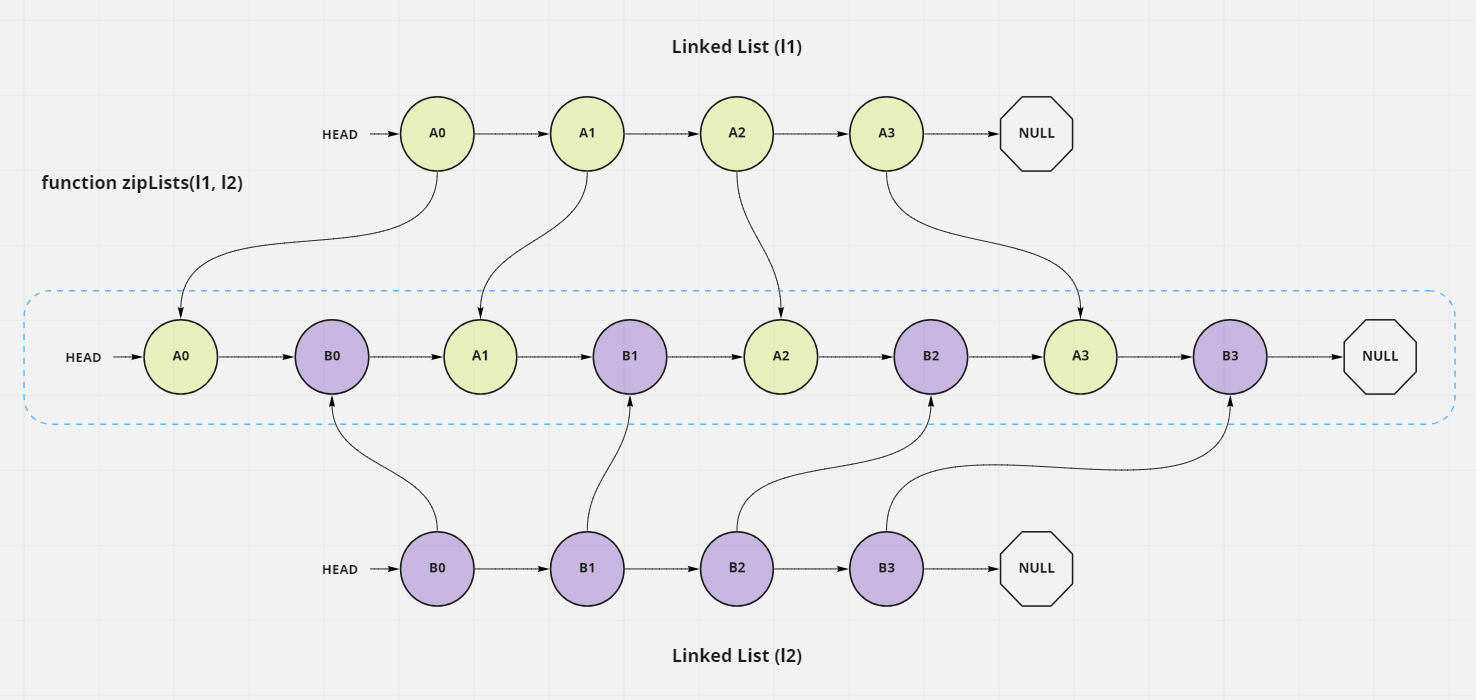 Linked List (l1)
HEAD A0 A1 A2 A3 NULL
function zipLists(l1, l2)
HEAD A0 B0 A1 B1 A2 B2 A3 B3 NULL
HEAD B0 B1 B2 B3 NULL
Linked List (l2)